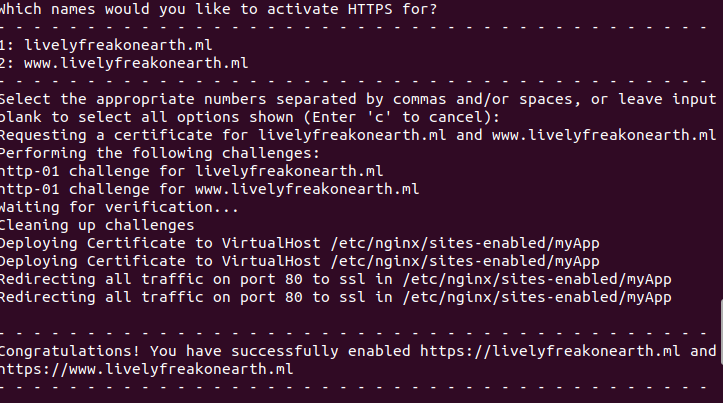 Which names would you like to activate HTTPS for?
- - - - - - - - - - - - - - - - - - - - - - - - - - - - - - - - - - - - - - - -
1: livelyfreakonearth.ml
2: www.livelyfreakonearth.ml
- - - - - - - - - - - - - - - - - - - - - - - - - - - - - - - - - - - - - - - -
Select the appropriate numbers separated by commas and/or spaces, or leave input
blank to select all options shown (Enter 'c' to cancel):
Requesting a certificate for livelyfreakonearth.ml and www.livelyfreakonearth.ml
Performing the following challenges:
http-01 challenge for livelyfreakonearth.ml
http-01 challenge for www.livelyfreakonearth.ml
Waiting for verification...
Cleaning up challenges
Deploying Certificate to VirtualHost /etc/nginx/sites-enabled/myApp
Deploying Certificate to VirtualHost /etc/nginx/sites-enabled/myApp
Redirecting all traffic on port 80 to ssl in /etc/nginx/sites-enabled/myApp
Redirecting all traffic on port 80 to ssl in /etc/nginx/sites-enabled/myApp
- - - - - - - - - - - - - - - - - - - - - - - - - - - - - - - - - - - - - - - -
Congratulations! You have successfully enabled https://livelyfreakonearth.ml and
https://www.livelyfreakonearth.ml
- - - - - - - - - - - - - - - - - - - - - - - - - - - - - - - - - - - - - - - -